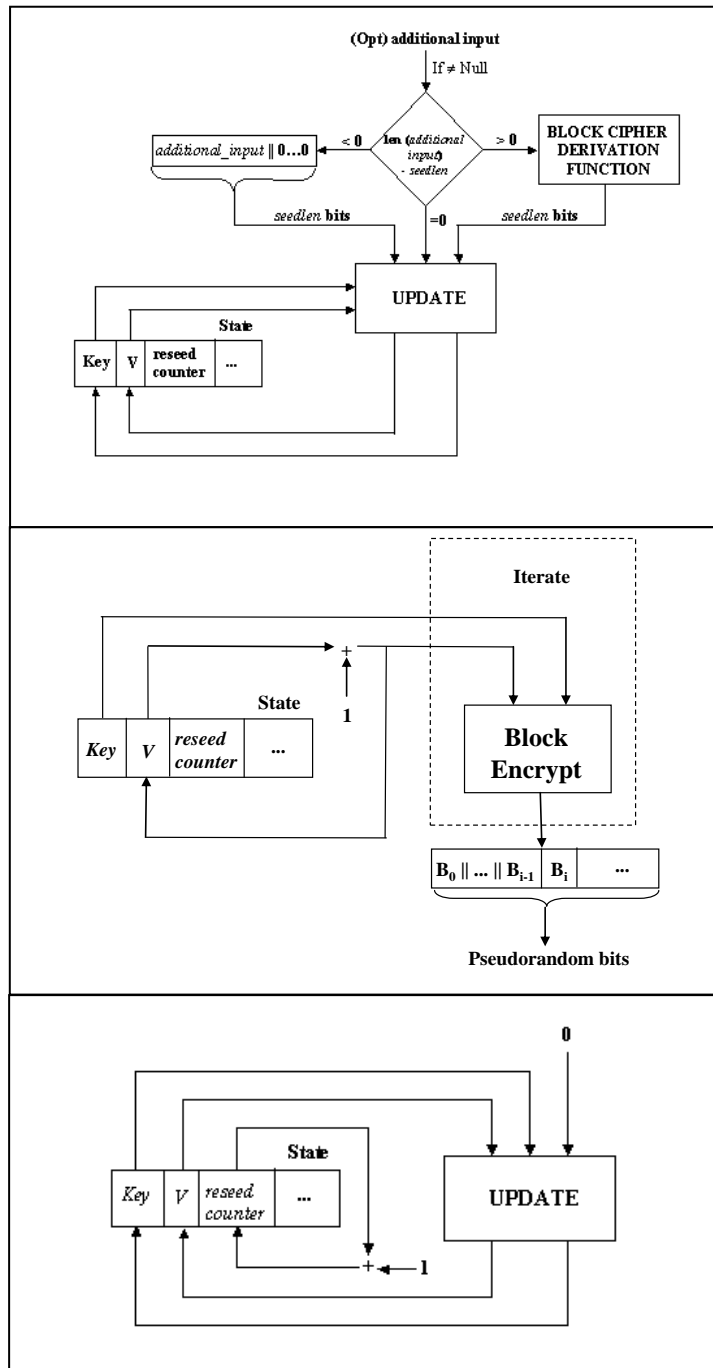 (Opt) additional input
If ≠ Null
len (additional
input)
- seedlen
< 0
> 0
=0
additional_input || 0...0
BLOCK CIPHER
DERIVATION
FUNCTION
seedlen bits
seedlen bits
UPDATE
State
Key
V
reseed
counter
...
Iterate
+
1
State
Key
V
reseed
counter
...
Block
Encrypt
B0 || ... || Bi-1
Bi
...
Pseudorandom bits
0
State
Key
V
reseed
counter
...
UPDATE
+
1